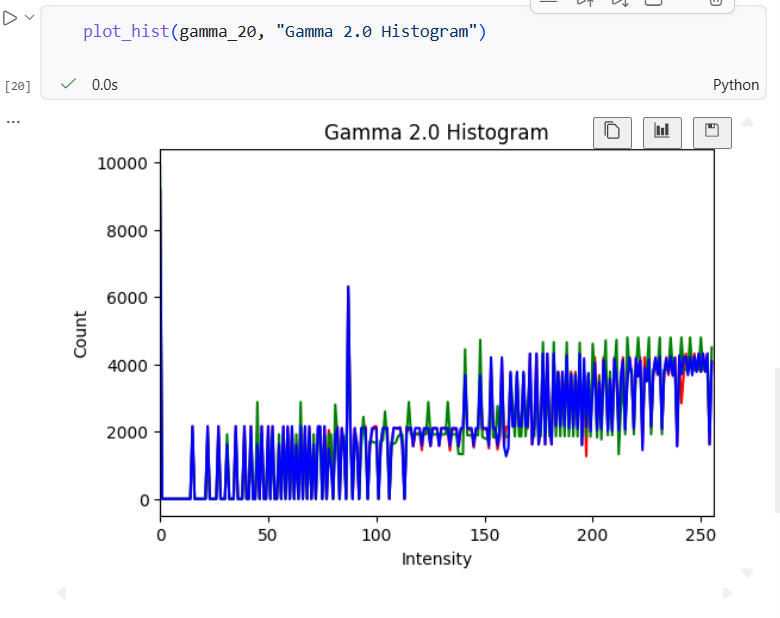 plot_hist(gamma_20, "Gamma 2.0 Histogram")
[20]
0.0s
Python
...
Gamma 2.0 Histogram
10000
8000
6000
4000
2000
0
Count
0 50 100 150 200 250
Intensity